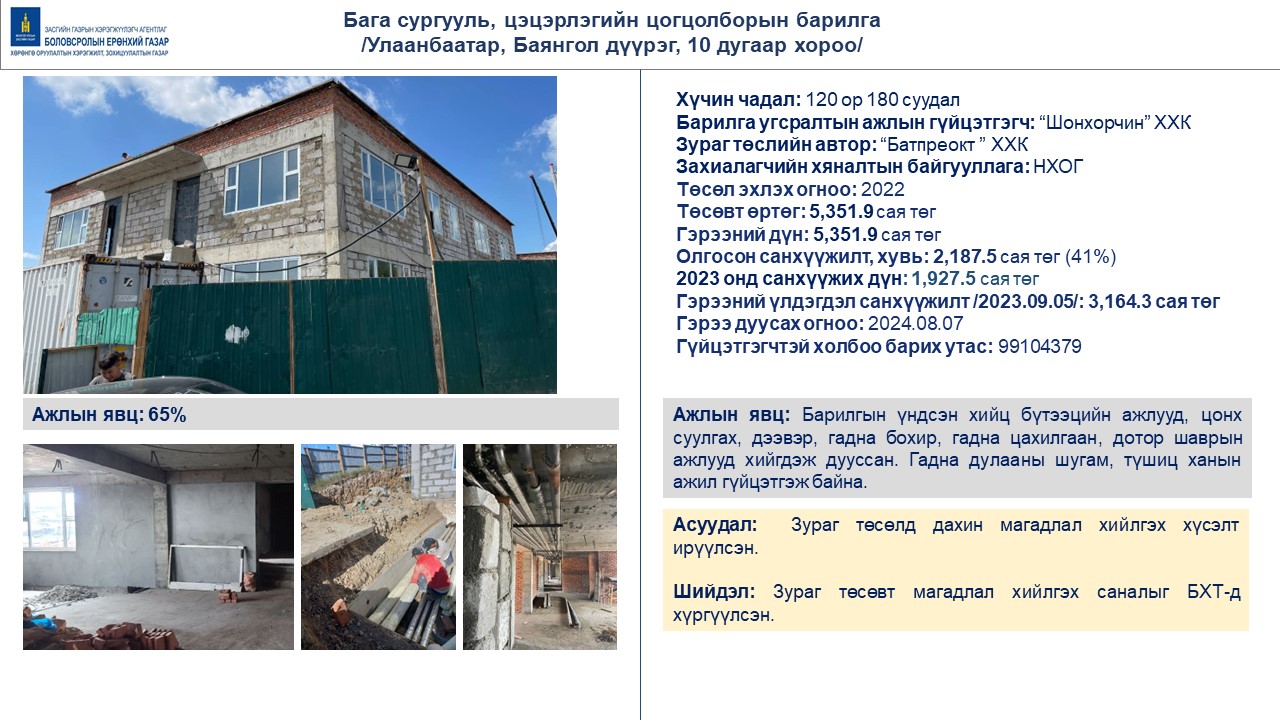 ЗАСГИЙН ГАЗРЫН ХЭРЭГЖҮҮЛЭГЧ АГЕНТЛАГ
БОЛОВСРОЛЫН ЕРӨНХИЙ ГАЗАР
ХӨРӨНГӨ ОРУУЛАЛТЫН ХЭРЭГЖИЛТ, ЗОХИЦУУЛАЛТЫН ГАЗАР
Бага сургууль, цэцэрлэгийн цогцолборын барилга
/Улаанбаатар, Баянгол дүүрэг, 10 дугаар хороо/
Хүчин чадал: 120 ор 180 суудал
Барилга угсралтын ажлын гүйцэтгэгч: “Шонхорчин” ХХК
Зураг төслийн автор: “Батпреокт ” ХХК
Захиалагчийн хяналтын байгууллага: НХОГ
Төсөл эхлэх огноо: 2022
Төсөвт өртөг: 5,351.9 сая төг
Гэрээний дүн: 5,351.9 сая төг
Олгосон санхүүжилт, хувь: 2,187.5 сая төг (41%)
2023 онд санхүүжих дүн: 1,927.5 сая төг
Гэрээний үлдэгдэл санхүүжилт /2023.09.05/: 3,164.3 сая төг
Гэрээ дуусах огноо: 2024.08.07
Гүйцэтгэгчтэй холбоо барих утас: 99104379
Ажлын явц: 65%
Ажлын явц: Барилгын үндсэн хийц бүтээцийн ажлууд, цонх
суулгах, дээвэр, гадна бохир, гадна цахилгаан, дотор шаврын
ажлууд хийгдэж дууссан. Гадна дулааны шугам, түшиц ханын
ажил гүйцэтгэж байна.
Асуудал: Зураг төсөлд дахин магадлал хийлгэх хүсэлт
ирүүлсэн.
Шийдэл: Зураг төсөвт магадлал хийлгэх саналыг БХТ-д
хүргүүлсэн.